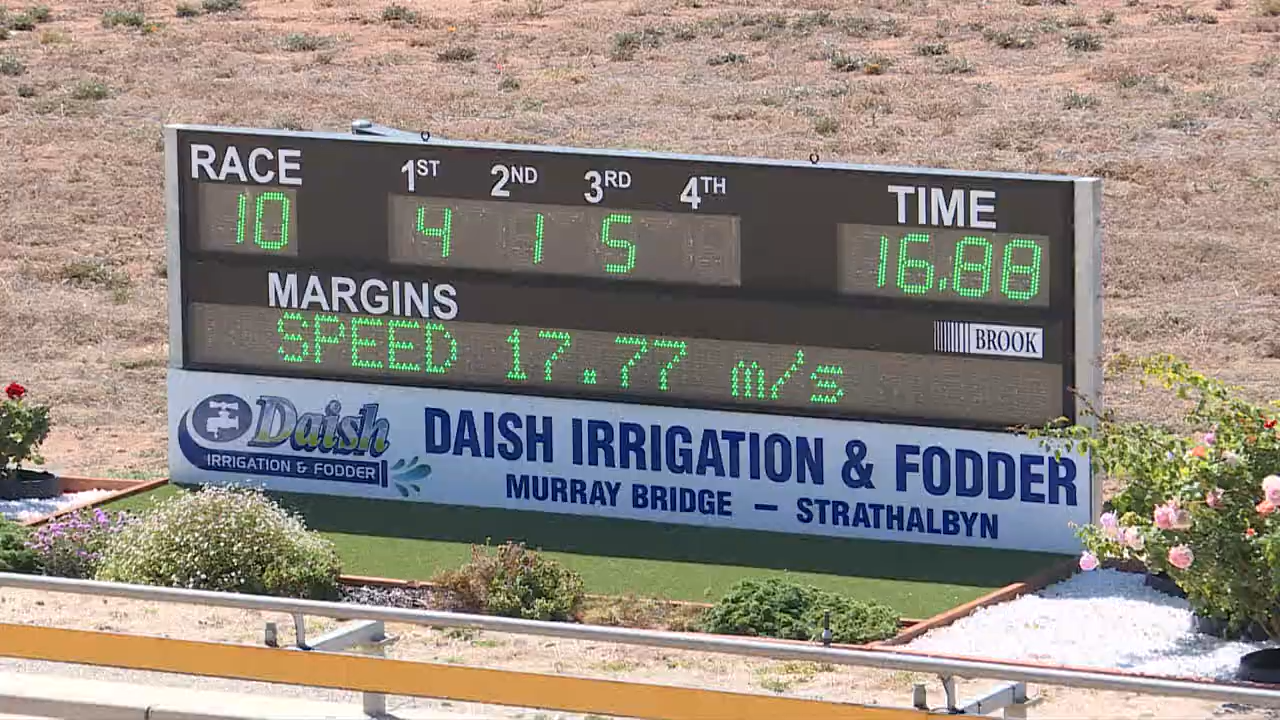 RACE 1ST 2ND 3RD 4TH TIME
10 4 1 5 16.88
MARGINS
BROOK
SPEED 17.77 m/s
Daish
IRRIGATION & FODDER
DAISH IRRIGATION & FODDER
MURRAY BRIDGE – STRATHALBYN